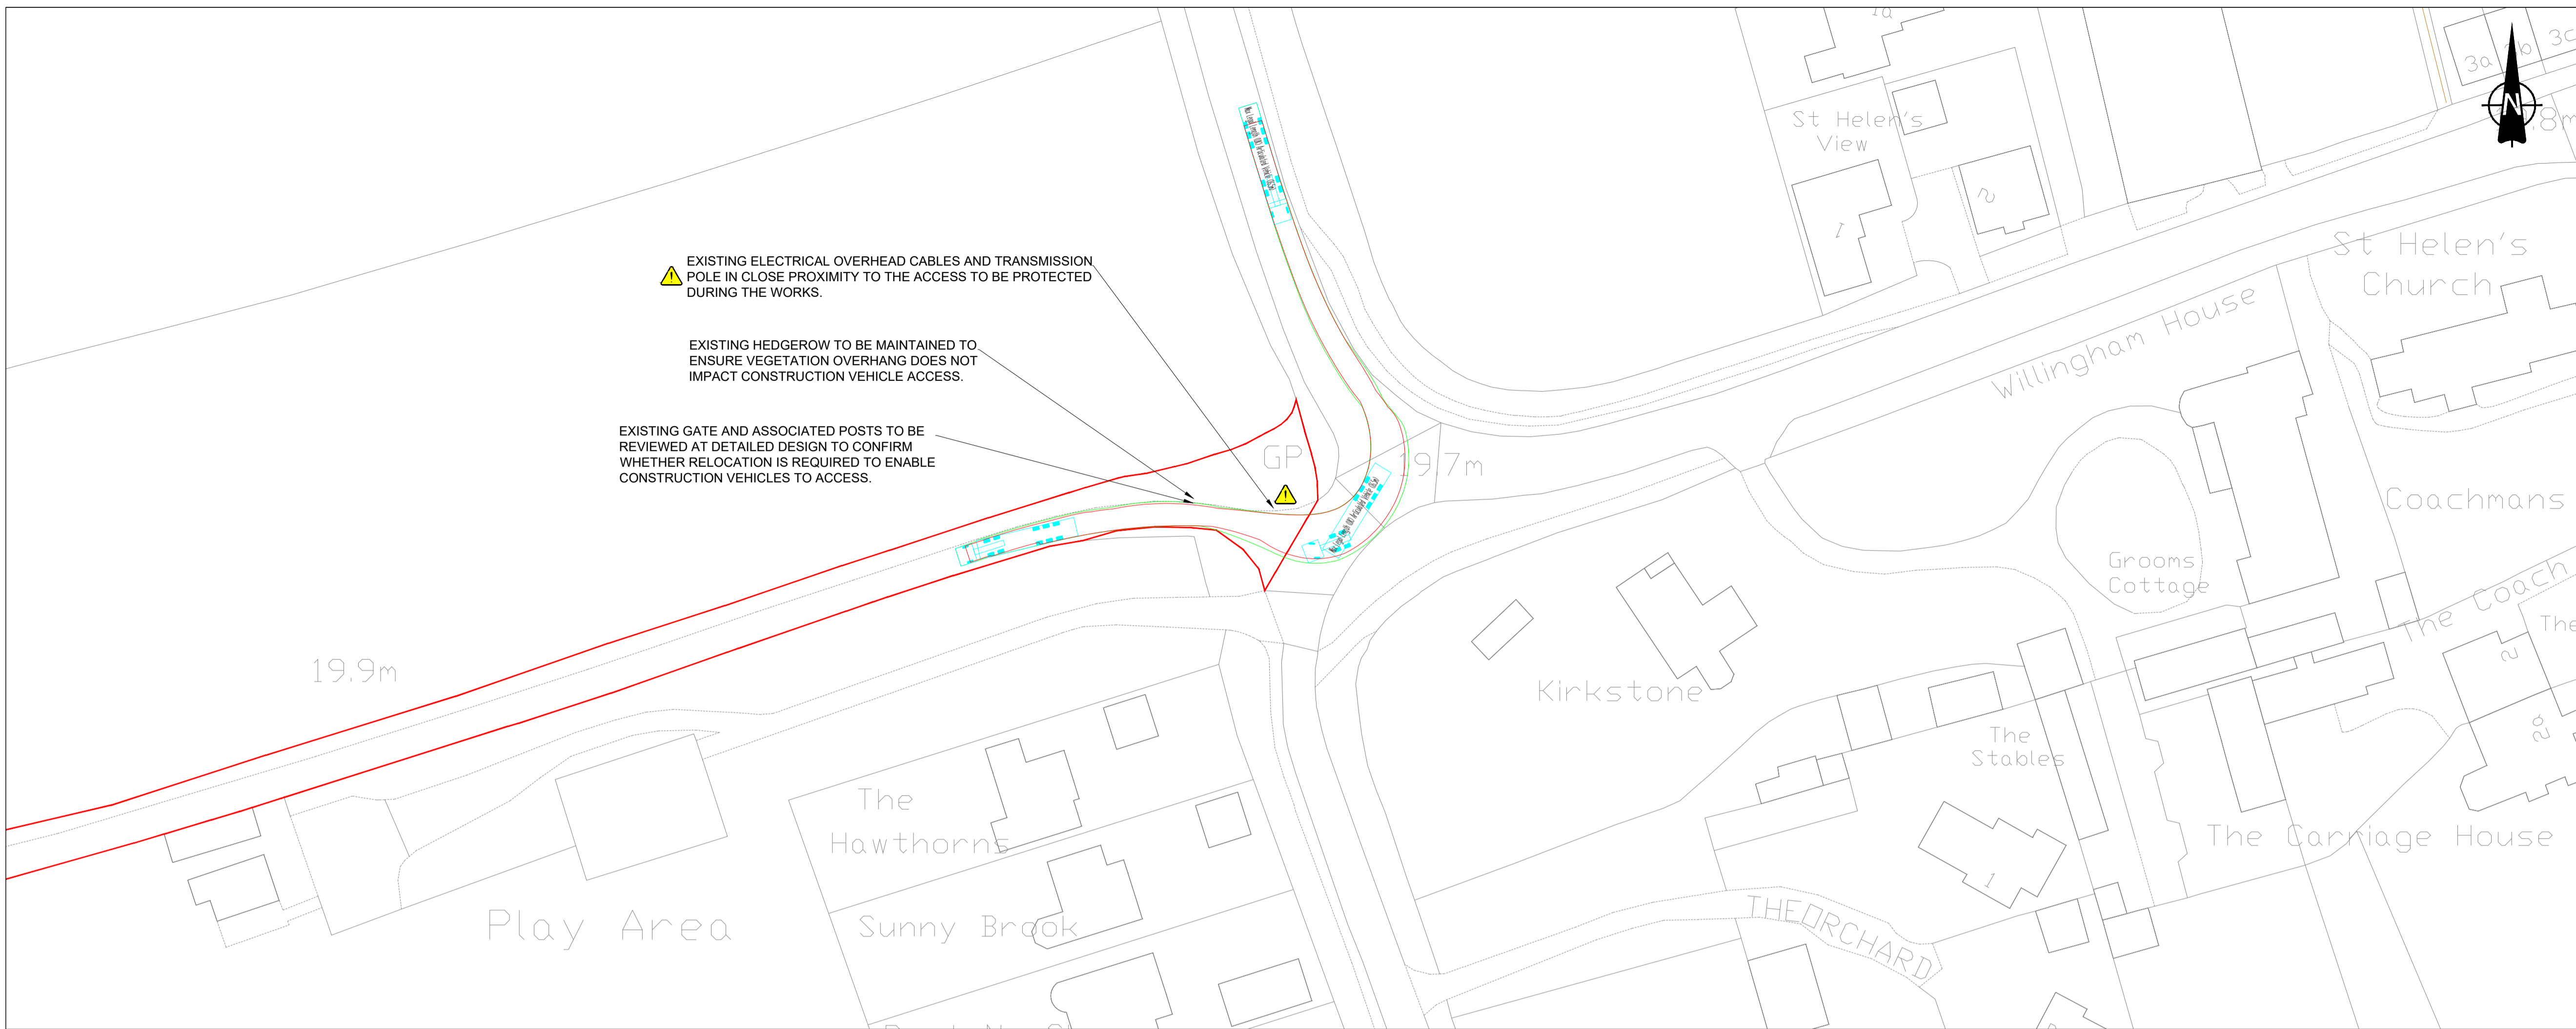 1a
3a
3c
N
St Helen's
View
1
2
St Helen's
Church
EXISTING ELECTRICAL OVERHEAD CABLES AND TRANSMISSION
POLE IN CLOSE PROXIMITY TO THE ACCESS TO BE PROTECTED
DURING THE WORKS.
EXISTING HEDGEROW TO BE MAINTAINED TO
ENSURE VEGETATION OVERHANG DOES NOT
IMPACT CONSTRUCTION VEHICLE ACCESS.
Willingham House
EXISTING GATE AND ASSOCIATED POSTS TO BE
REVIEWED AT DETAILED DESIGN TO CONFIRM
WHETHER RELOCATION IS REQUIRED TO ENABLE
CONSTRUCTION VEHICLES TO ACCESS.
GP
19.7m
Coachmans
Grooms
Cottage
The Coach
19.9m
Kirkstone
The
Stables
2
The
Hawthorns
The Carriage House
1
Play Area
Sunny Brook
THE ORCHARD